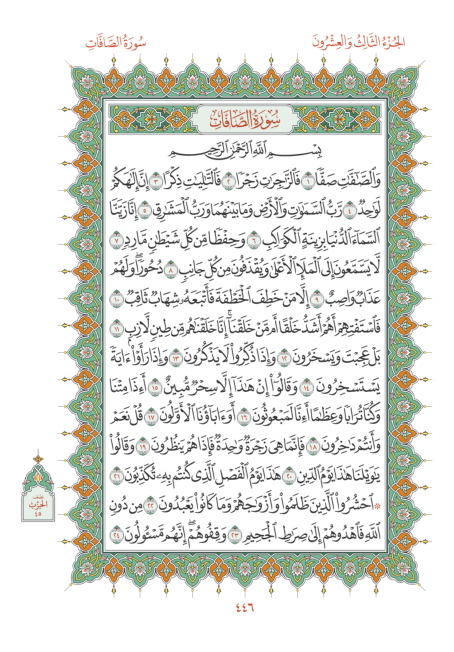 الجُزْءُ الثَّالِثُ وَالعِشْرُونَ
سُورَةُ الصَّافَّاتِ
سُورَةُ الصَّافَّاتِ
بِسْمِ ٱللَّهِ ٱلرَّحْمَٰنِ ٱلرَّحِيمِ
وَٱلصَّٰٓفَّٰتِ صَفًّا ١ فَٱلزَّٰجِرَٰتِ زَجْرًا ٢ فَٱلتَّٰلِيَٰتِ ذِكْرًا ٣ إِنَّ إِلَٰهَكُمْ
لَوَٰحِدٌ ٤ رَّبُّ ٱلسَّمَٰوَٰتِ وَٱلْأَرْضِ وَمَا بَيْنَهُمَا وَرَبُّ ٱلْمَشَٰرِقِ ٥ إِنَّا زَيَّنَّا
ٱلسَّمَآءَ ٱلدُّنْيَا بِزِينَةٍ ٱلْكَوَاكِبِ ٦ وَحِفْظًا مِّن كُلِّ شَيْطَٰنٍ مَّارِدٍ ٧
لَّا يَسَّمَّعُونَ إِلَى ٱلْمَلَإِ ٱلْأَعْلَىٰ وَيُقْذَفُونَ مِن كُلِّ جَانِبٍ ٨ دُحُورًا ۖ وَلَهُمْ
عَذَابٌ وَاصِبٌ ٩ إِلَّا مَنْ خَطِفَ ٱلْخَطْفَةَ فَأَتْبَعَهُۥ شِهَابٌ ثَاقِبٌ ١٠
فَٱسْتَفْتِهِمْ أَهُمْ أَشَدُّ خَلْقًا أَم مَّنْ خَلَقْنَآ ۚ إِنَّا خَلَقْنَٰهُم مِّن طِينٍ لَّازِبٍۭ ١١
بَلْ عَجِبْتَ وَيَسْخَرُونَ ١٢ وَإِذَا ذُكِّرُوا۟ لَا يَذْكُرُونَ ١٣ وَإِذَا رَأَوْا۟ ءَايَةً
يَسْتَسْخِرُونَ ١٤ وَقَالُوٓا۟ إِنْ هَٰذَآ إِلَّا سِحْرٌ مُّبِينٌ ١٥ أَءِذَا مِتْنَا
وَكُنَّا تُرَابًا وَعِظَٰمًا أَءِنَّا لَمَبْعُوثُونَ ١٦ أَوَءَابَآؤُنَا ٱلْأَوَّلُونَ ١٧ قُلْ نَعَمْ
وَأَنتُمْ دَٰخِرُونَ ١٨ فَإِنَّمَا هِىَ زَجْرَةٌ وَٰحِدَةٌ فَإِذَا هُمْ يَنظُرُونَ ١٩ وَقَالُوا۟
يَٰوَيْلَنَا هَٰذَا يَوْمُ ٱلدِّينِ ٢٠ هَٰذَا يَوْمُ ٱلْفَصْلِ ٱلَّذِى كُنتُم بِهِۦ تُكَذِّبُونَ ٢١
۞ ٱحْشُرُوا۟ ٱلَّذِينَ ظَلَمُوا۟ وَأَزْوَٰجَهُمْ وَمَا كَانُوا۟ يَعْبُدُونَ ٢٢ مِن دُونِ
ٱللَّهِ فَٱهْدُوهُمْ إِلَىٰ صِرَٰطِ ٱلْجَحِيمِ ٢٣ وَقِفُوهُمْ ۖ إِنَّهُم مَّسْـُٔولُونَ ٢٤
الحِزْبُ
٤٥
٤٤٦